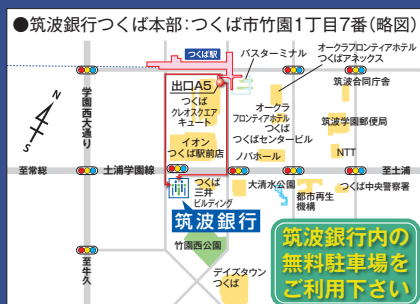 ●筑波銀行つくば本部：つくば市竹園1丁目7番(略図)
つくば駅
バスターミナル
オークラフロンティアホテル
つくばアネックス
出口A5
つくば
クレオスクエア
キュート
オークラ
フロンティアホテル
つくば
つくばセンタービル
筑波合同庁舎
筑波学園郵便局
学園西大通り
N
S
イオン
つくば駅前店
ノバホール
NTT
至常総
土浦学園線
至土浦
つくば
三井
ビルディング
大清水公園
都市再生
機構
つくば中央警察署
筑波銀行
竹園西公園
至牛久
デイズタウン
つくば
筑波銀行内の
無料駐車場を
ご利用下さい